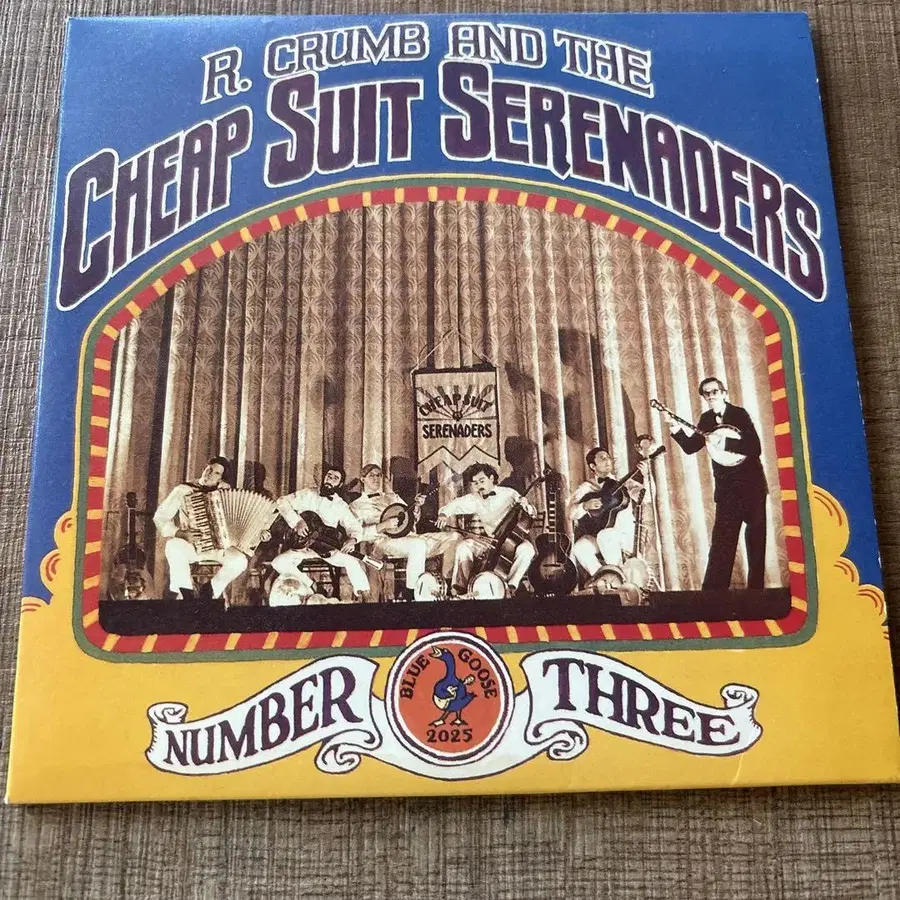 R. CRUMB AND THE
CHEAP SUIT SERENADERS
CHEAP SUIT
SERENADERS
NUMBER
BLUE GOOSE
2025
THREE